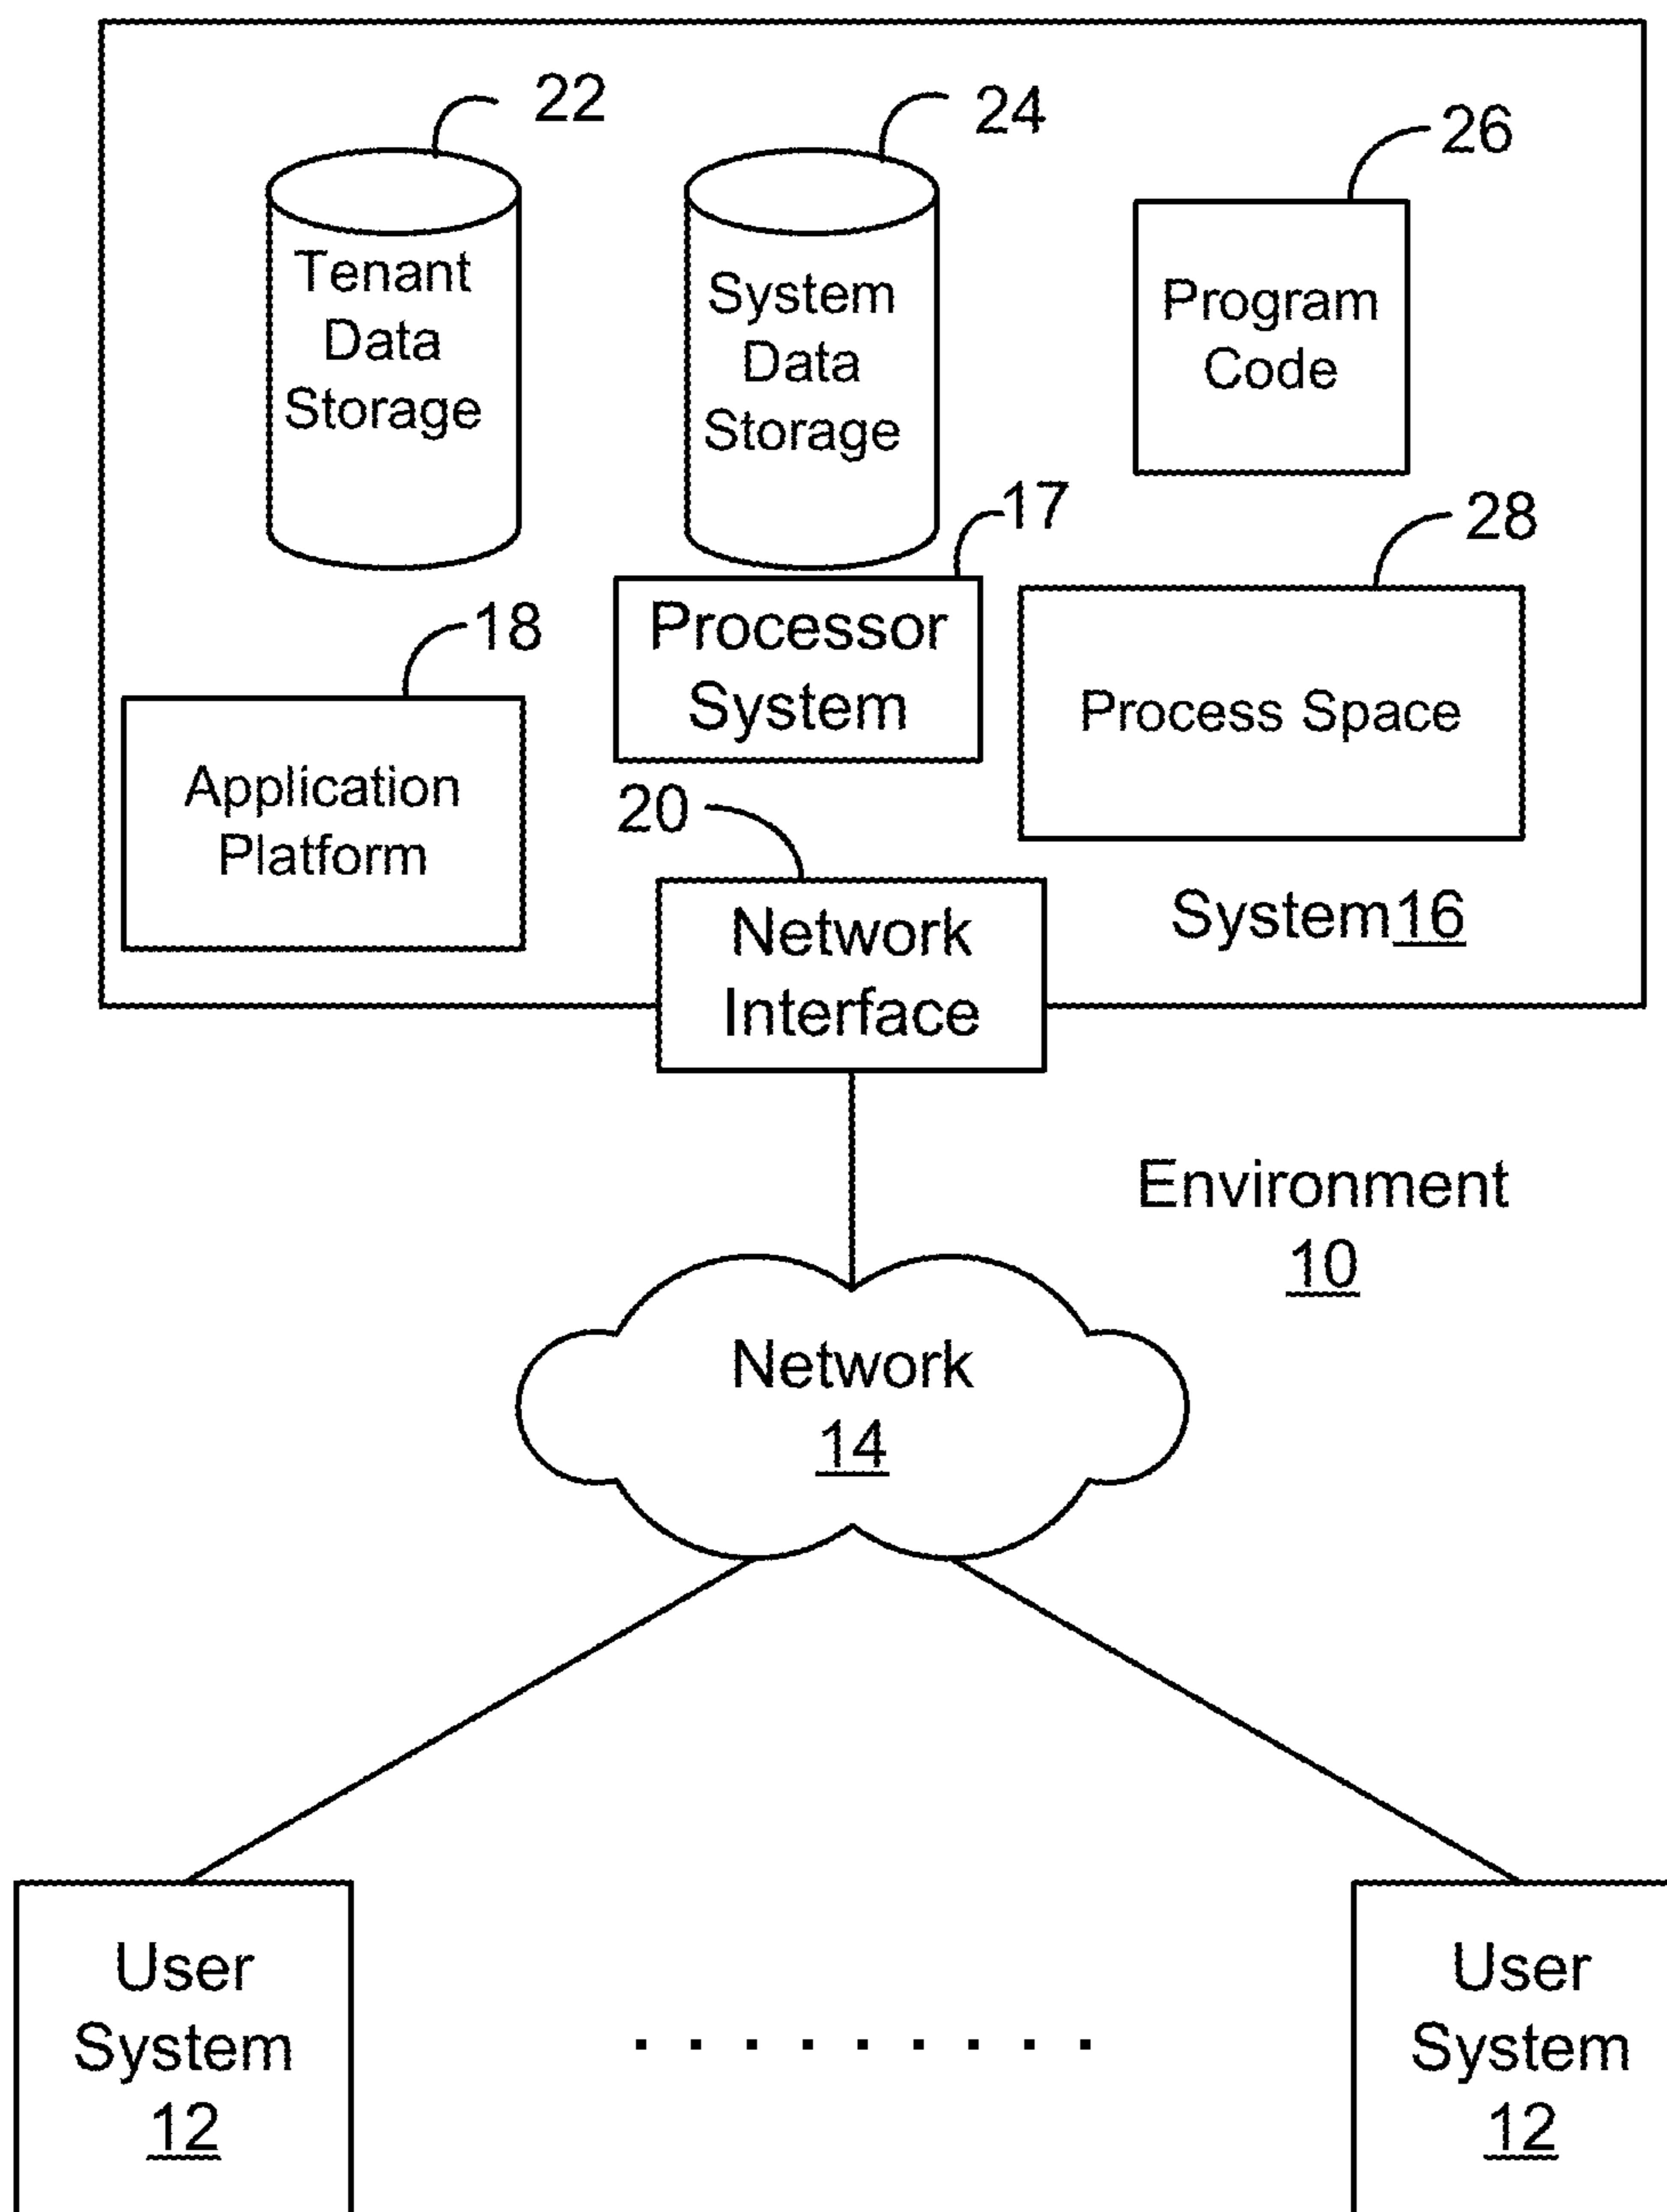 22
24
26
Tenant
Data
Storage
System
Data
Storage
Program
Code
17
28
18
Processor
System
Process Space
Application
Platform
20
Network
Interface
System16
Environment
10
Network
14
User
System
12
User
System
12